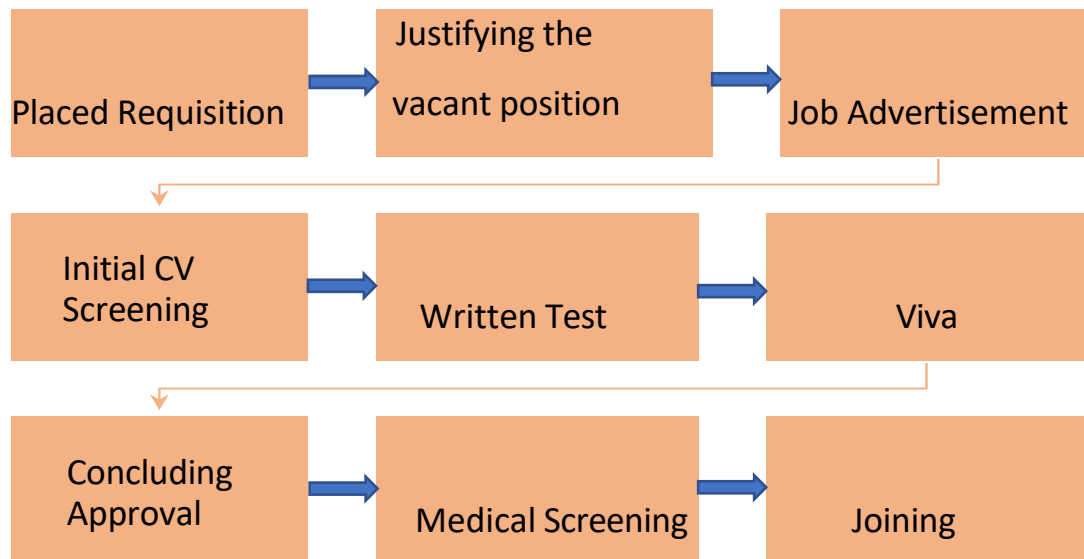 Placed Requisition
Justifying the
vacant position
Job Advertisement
Initial CV
Screening
Written Test
Viva
Concluding
Approval
Medical Screening
Joining